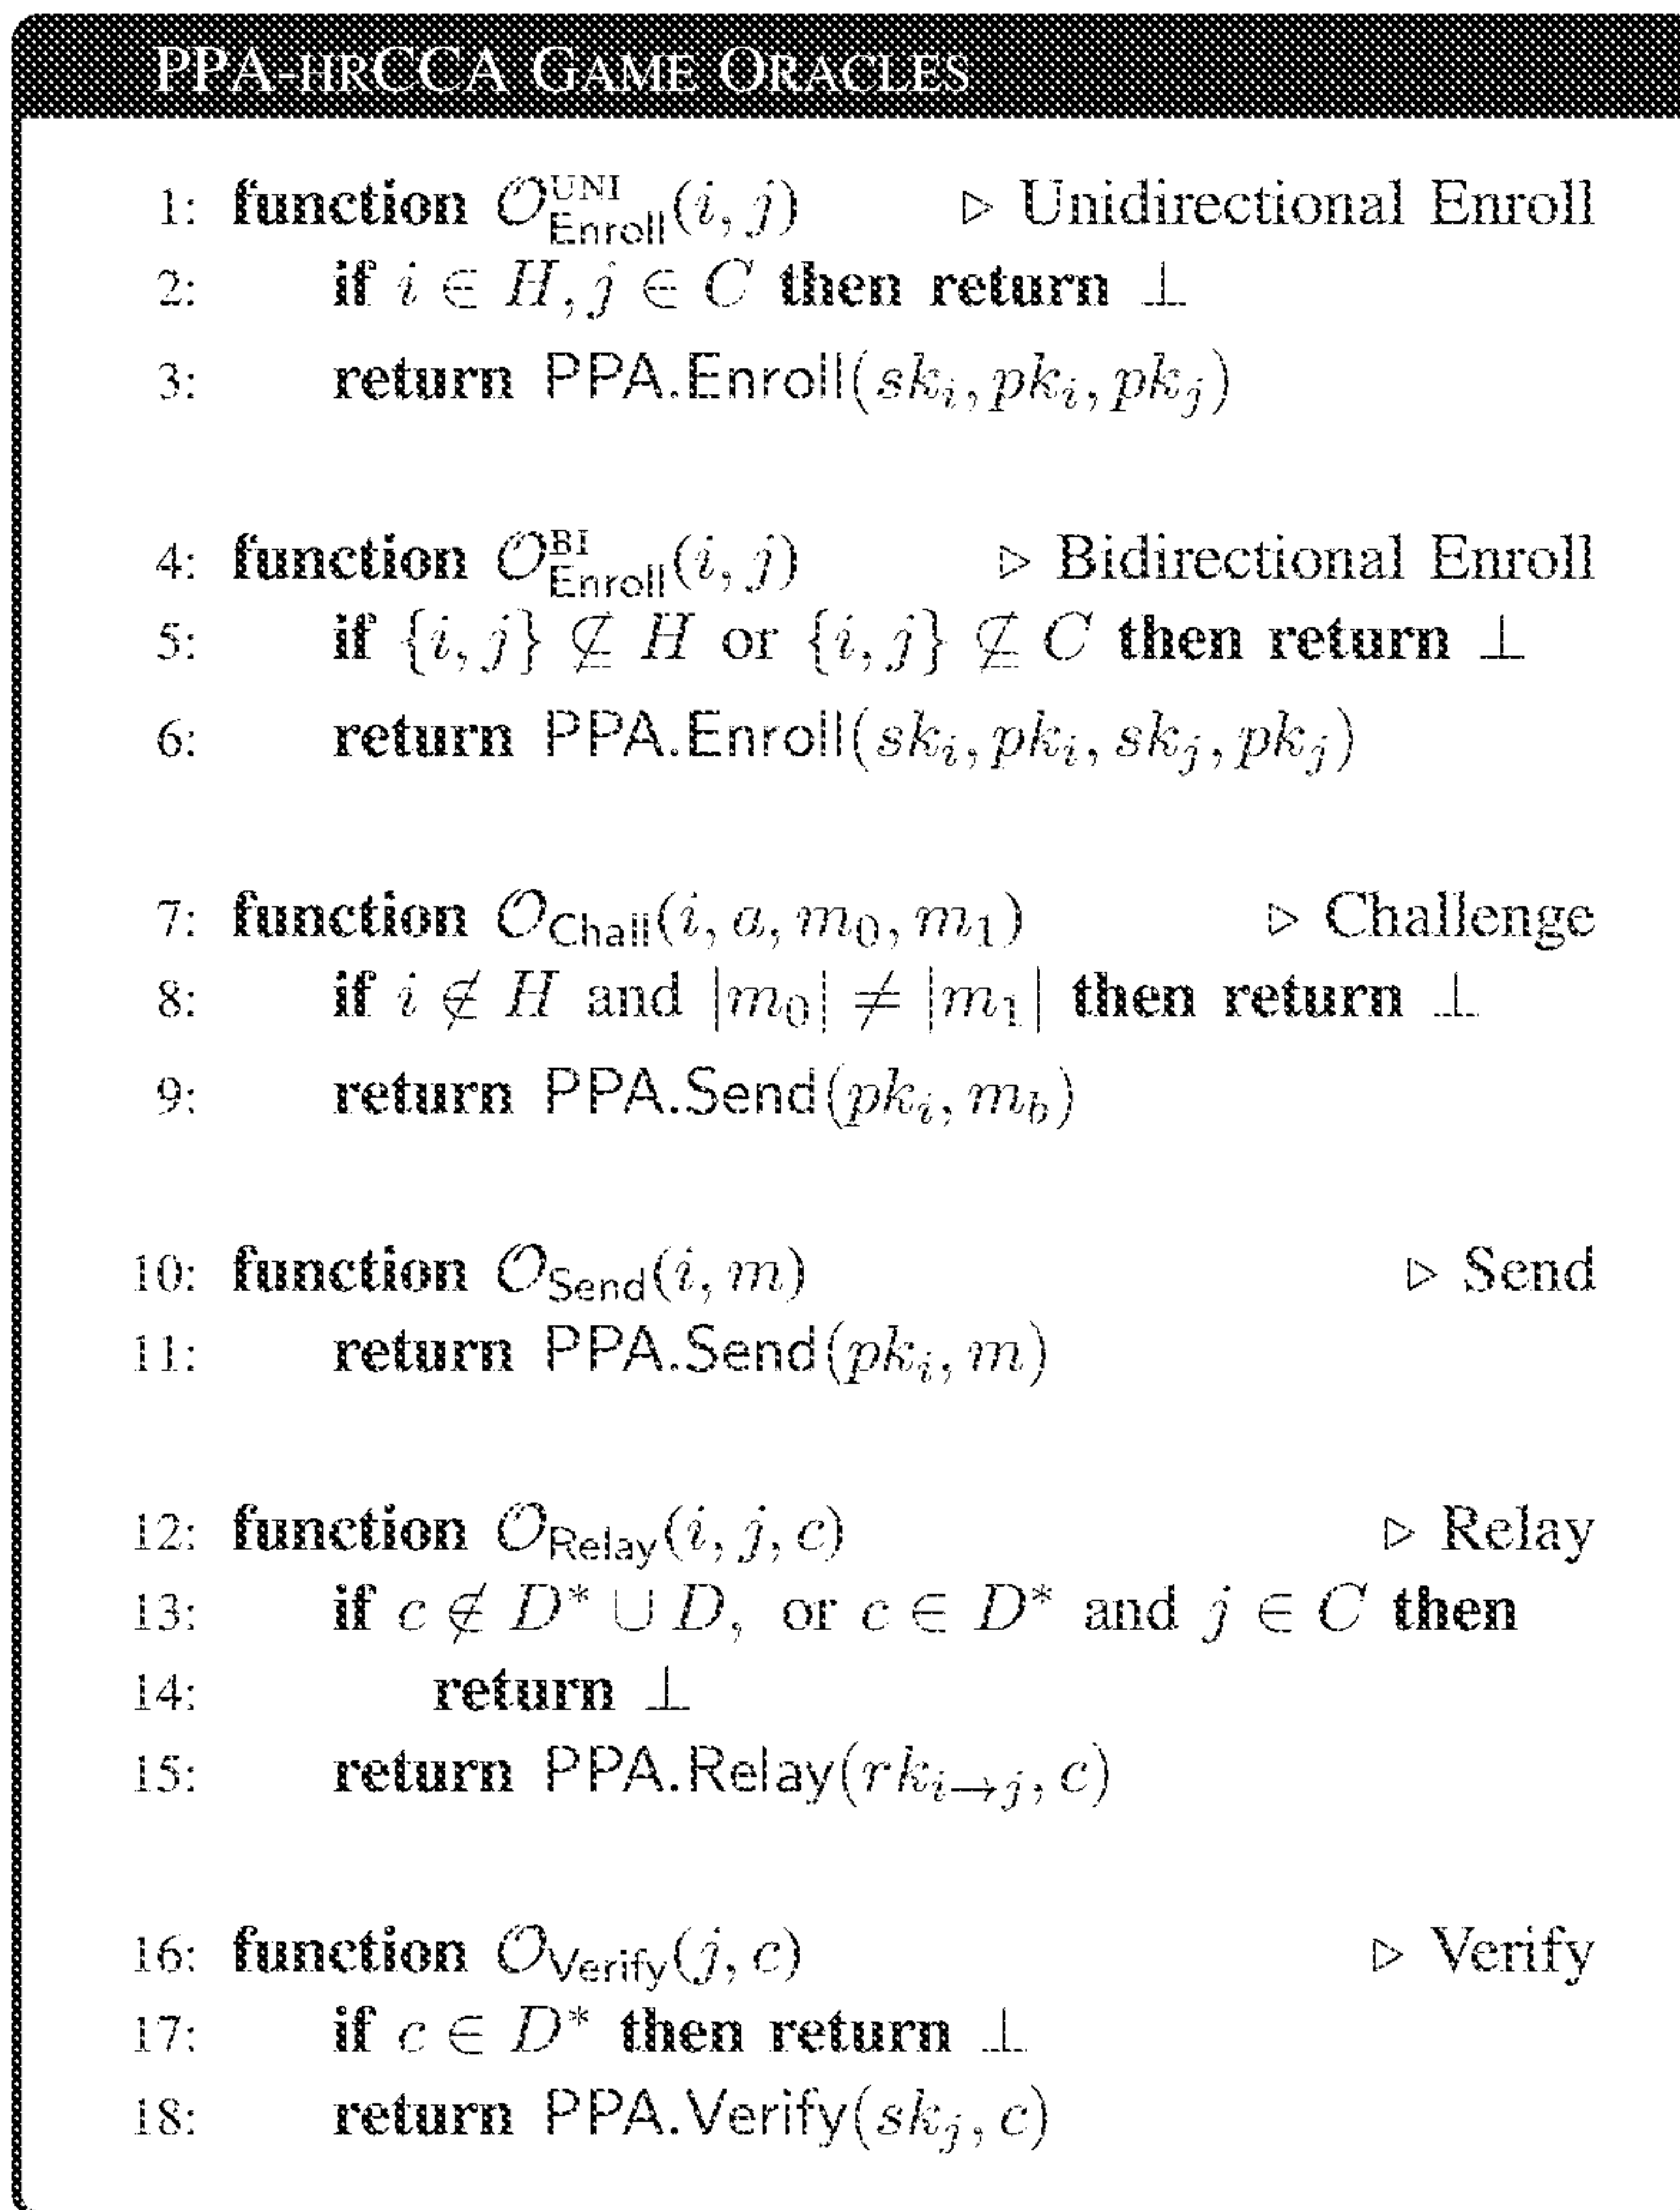 PPA-HRCCA GAME ORACLES
1: function 𝒪^UNI_Enroll(i, j) ▷ Unidirectional Enroll
2: if i ∈ H, j ∈ C then return ⊥
3: return PPA.Enroll(sk_i, pk_i, pk_j)
4: function 𝒪^BI_Enroll(i, j) ▷ Bidirectional Enroll
5: if {i, j} ⊈ H or {i, j} ⊈ C then return ⊥
6: return PPA.Enroll(sk_i, pk_i, sk_j, pk_j)
7: function 𝒪_Chall(i, a, m_0, m_1) ▷ Challenge
8: if i ∉ H and |m_0| ≠ |m_1| then return ⊥
9: return PPA.Send(pk_i, m_b)
10: function 𝒪_Send(i, m) ▷ Send
11: return PPA.Send(pk_i, m)
12: function 𝒪_Relay(i, j, c) ▷ Relay
13: if c ∉ D* ∪ D, or c ∈ D* and j ∈ C then
14: return ⊥
15: return PPA.Relay(rk_{i→j}, c)
16: function 𝒪_Verify(j, c) ▷ Verify
17: if c ∈ D* then return ⊥
18: return PPA.Verify(sk_j, c)